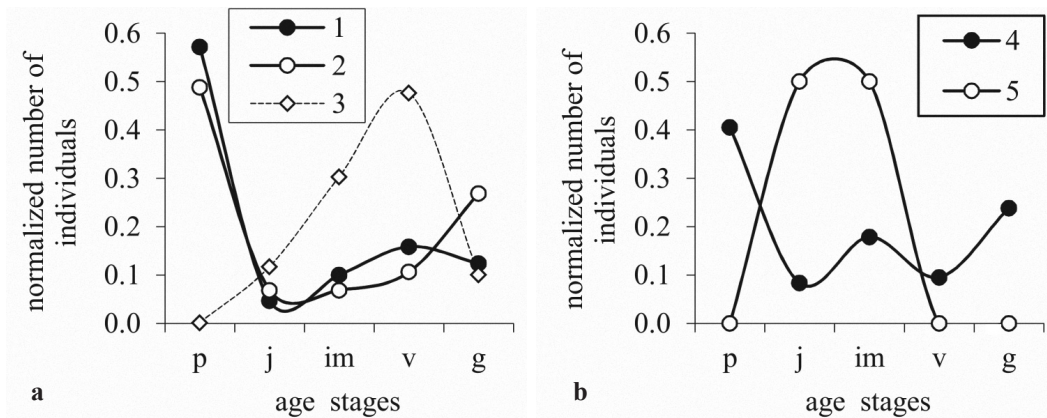 normalized number of
individuals
0.6
0.5
0.4
0.3
0.2
0.1
0.0
1
2
3
p j im v g
a
age stages
normalized number of
individuals
0.6
0.5
0.4
0.3
0.2
0.1
0.0
4
5
p j im v g
b
age stages